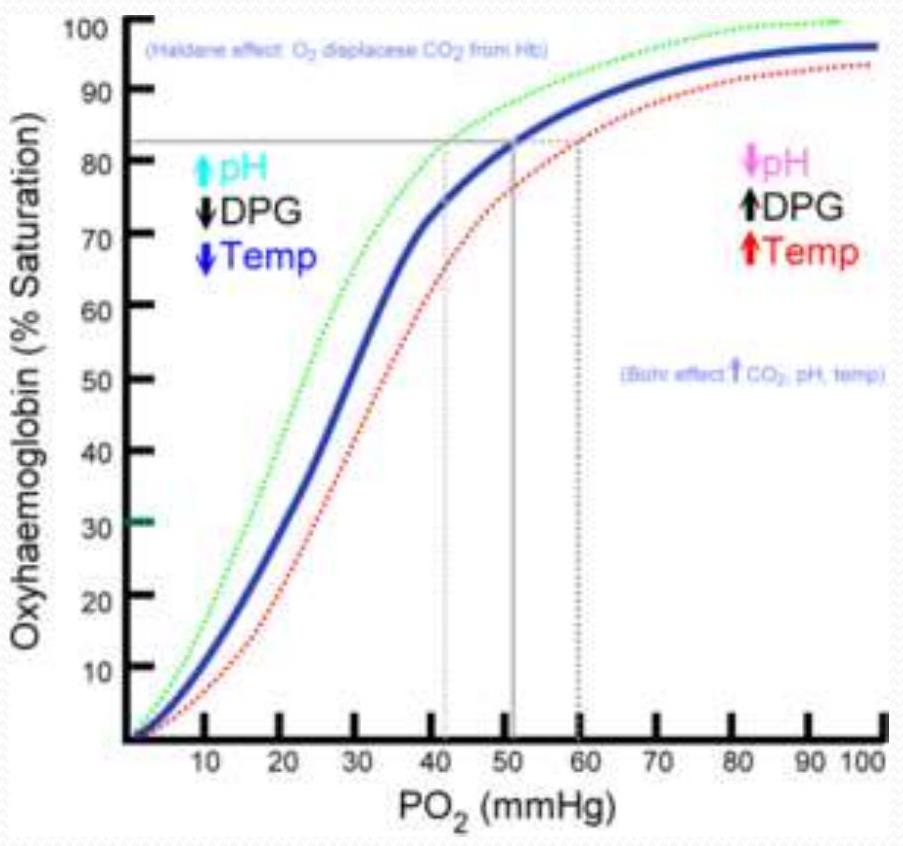 100
(Haldane effect: O₂ displacese CO₂ from Hb)
90
80
↑pH
↓DPG
↓Temp
↓pH
↑DPG
↑Temp
70
60
(Bohr effect ↑ CO₂, pH, temp)
50
40
30
20
10
Oxyhaemoglobin (% Saturation)
10 20 30 40 50 60 70 80 90 100
PO₂ (mmHg)